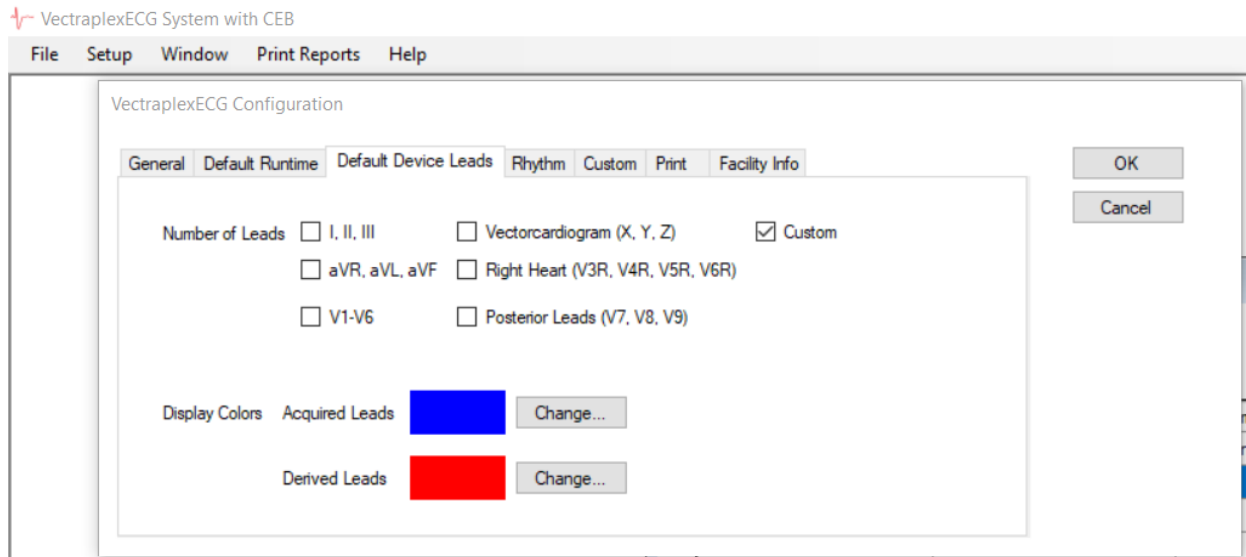 VectraplexECG System with CEB
File Setup Window Print Reports Help
VectraplexECG Configuration
General Default Runtime Default Device Leads Rhythm Custom Print Facility Info
OK
Cancel
Number of Leads I, II, III Vectorcardiogram (X, Y, Z) Custom
aVR, aVL, aVF Right Heart (V3R, V4R, V5R, V6R)
V1-V6 Posterior Leads (V7, V8, V9)
Display Colors Acquired Leads Change...
Derived Leads Change...